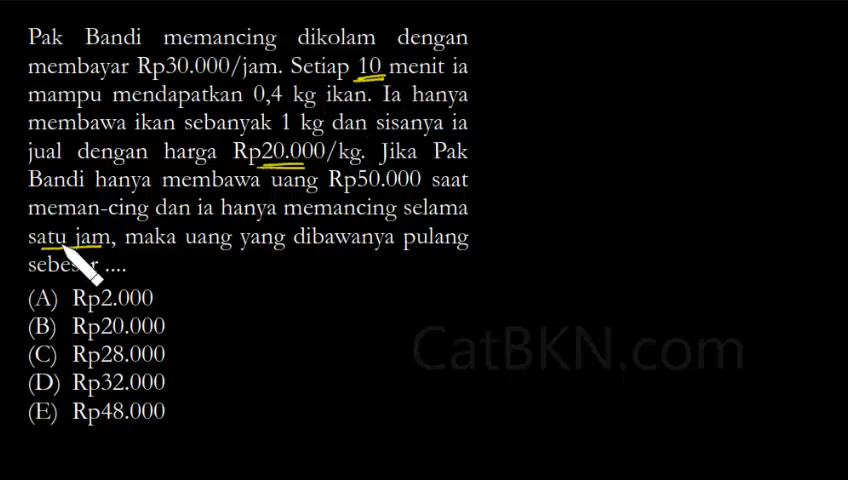 Pak Bandi memancing dikolam dengan
membayar Rp30.000/jam. Setiap 10 menit ia
mampu mendapatkan 0,4 kg ikan. Ia hanya
membawa ikan sebanyak 1 kg dan sisanya ia
jual dengan harga Rp20.000/kg. Jika Pak
Bandi hanya membawa uang Rp50.000 saat
meman-cing dan ia hanya memancing selama
satu jam, maka uang yang dibawanya pulang
sebesar ....
(A) Rp2.000
(B) Rp20.000
(C) Rp28.000
(D) Rp32.000
(E) Rp48.000
CatBKN.com